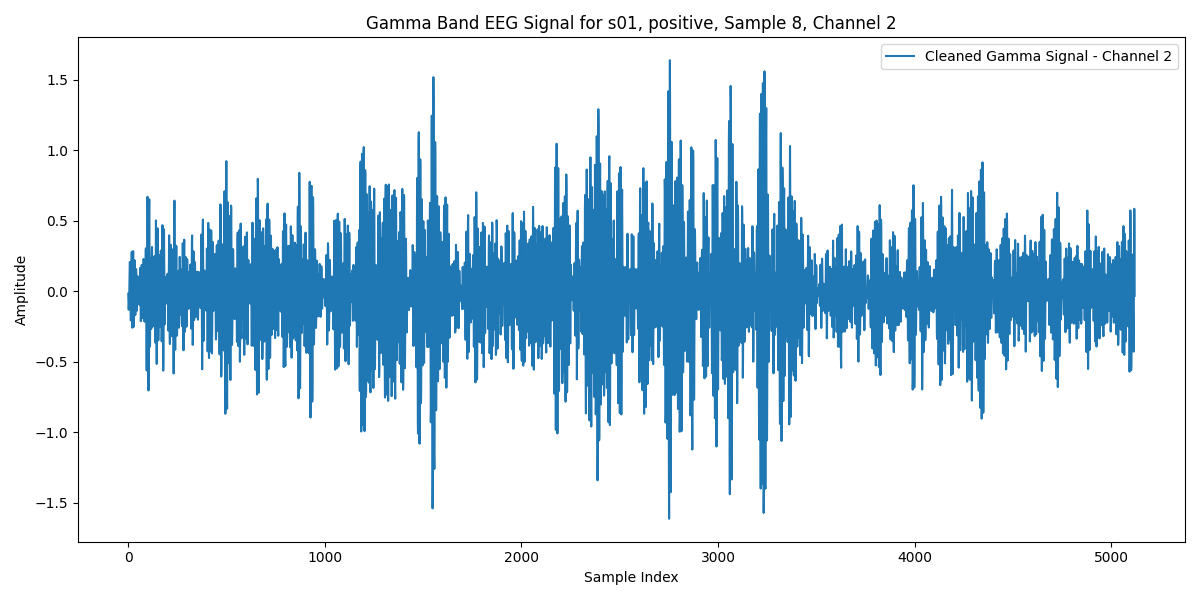 Gamma Band EEG Signal for s01, positive, Sample 8, Channel 2
Cleaned Gamma Signal - Channel 2
1.5
1.0
0.5
0.0
−0.5
−1.0
−1.5
Amplitude
0 1000 2000 3000 4000 5000
Sample Index